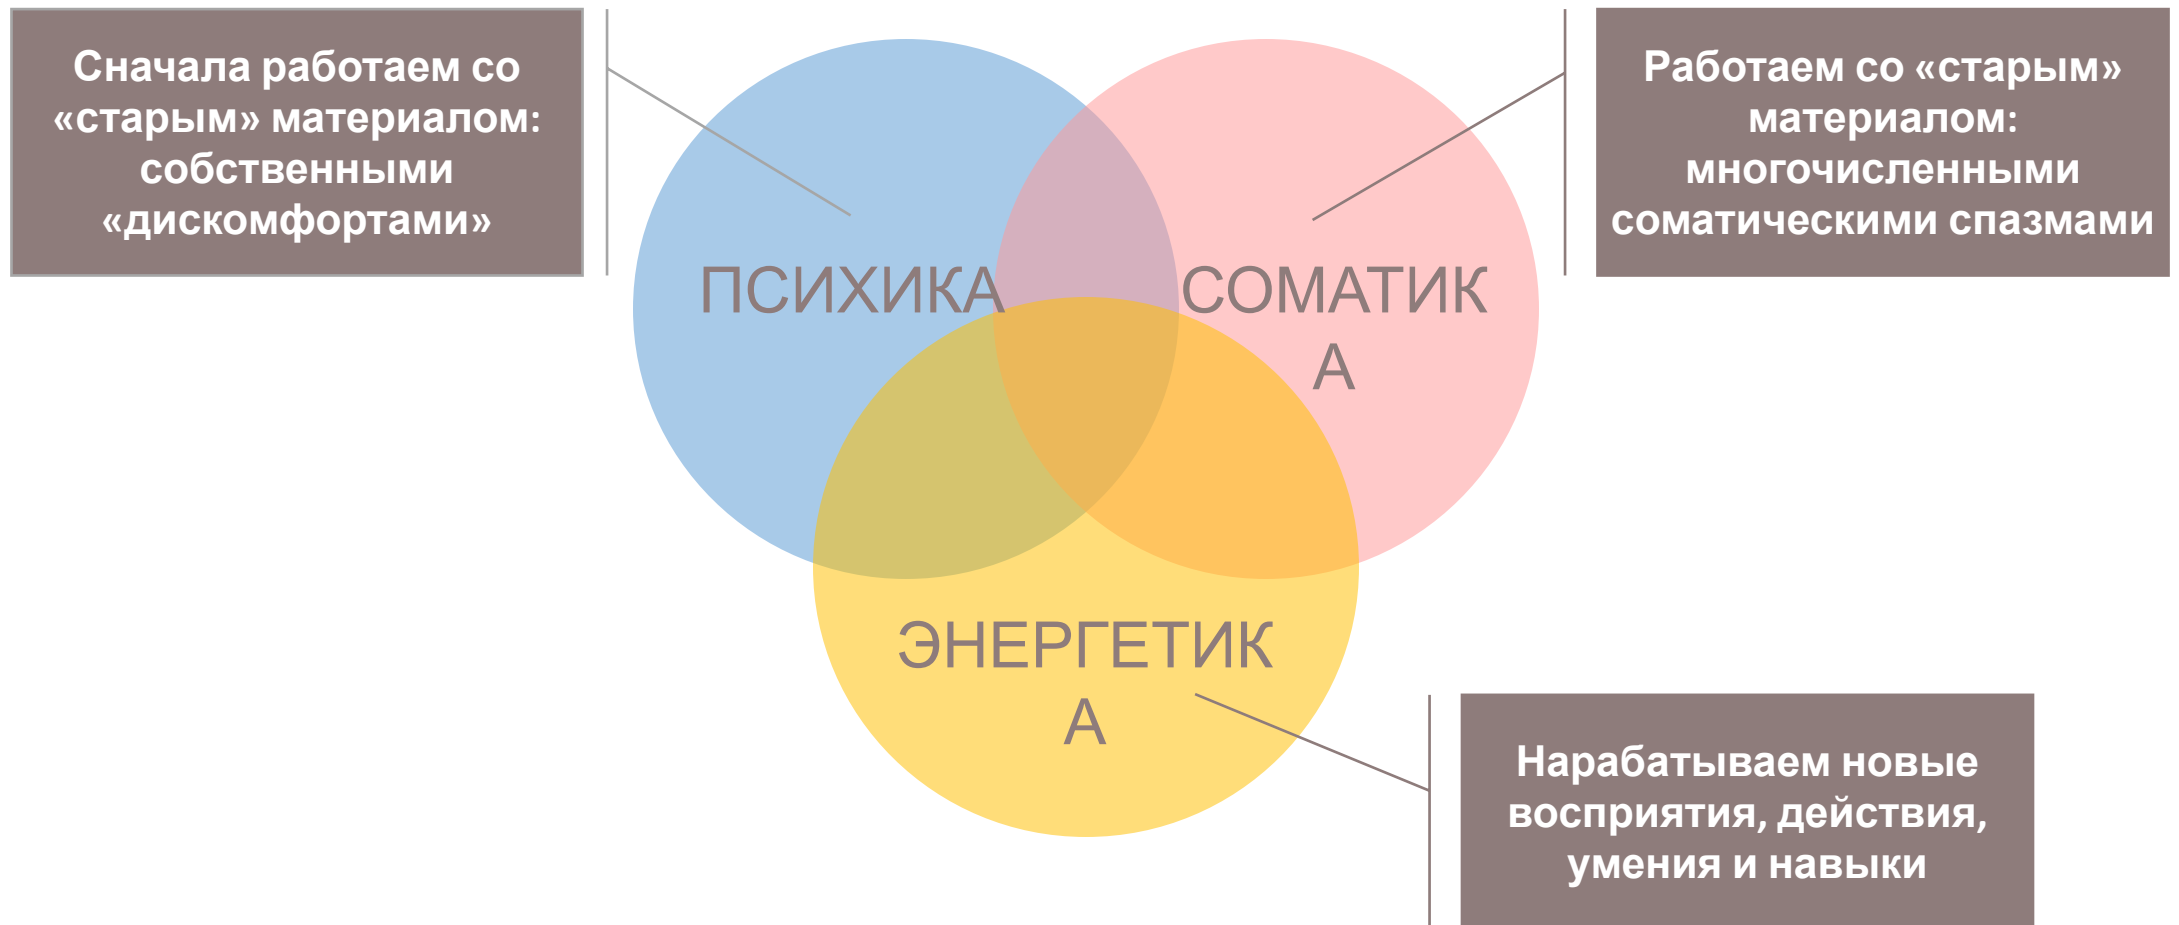 Сначала работаем со
«старым» материалом:
собственными
«дискомфортами»
Работаем со «старым»
материалом:
многочисленными
соматическими спазмами
ПСИХИКА
СОМАТИК
А
ЭНЕРГЕТИК
А
Нарабатываем новые
восприятия, действия,
умения и навыки